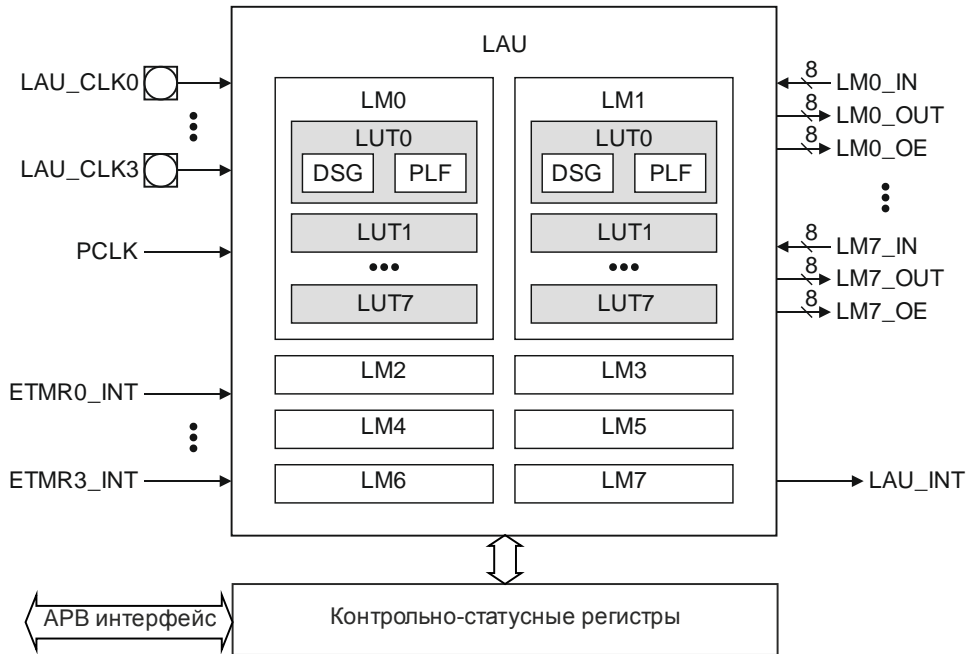 LAU
LAU_CLK0
LAU_CLK3
PCLK
ETMR0_INT
ETMR3_INT
LM0
LUT0
DSG
PLF
LUT1
LUT7
LM1
LUT0
DSG
PLF
LUT1
LUT7
LM2
LM3
LM4
LM5
LM6
LM7
8
LM0_IN
8
LM0_OUT
8
LM0_OE
8
LM7_IN
8
LM7_OUT
8
LM7_OE
LAU_INT
APB интерфейс
Контрольно-статусные регистры